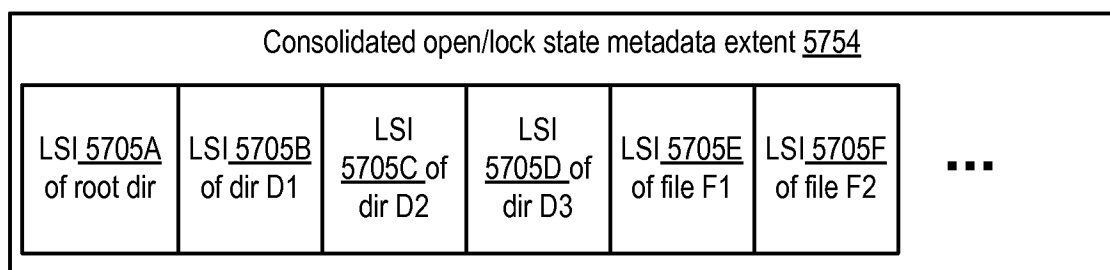 Consolidated open/lock state metadata extent 5754
LSI 5705A
of root dir
LSI 5705B
of dir D1
LSI
5705C of
dir D2
LSI
5705D of
dir D3
LSI 5705E
of file F1
LSI 5705F
of file F2
...